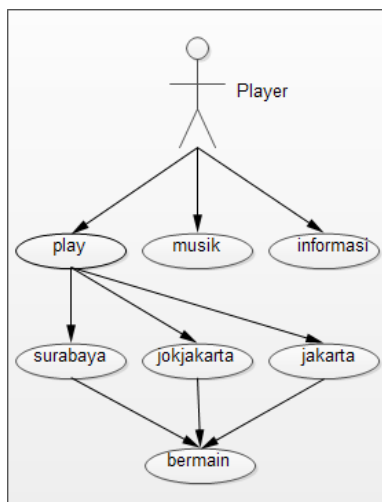 Player
play
musik
informasi
surabaya
jokjakarta
jakarta
bermain